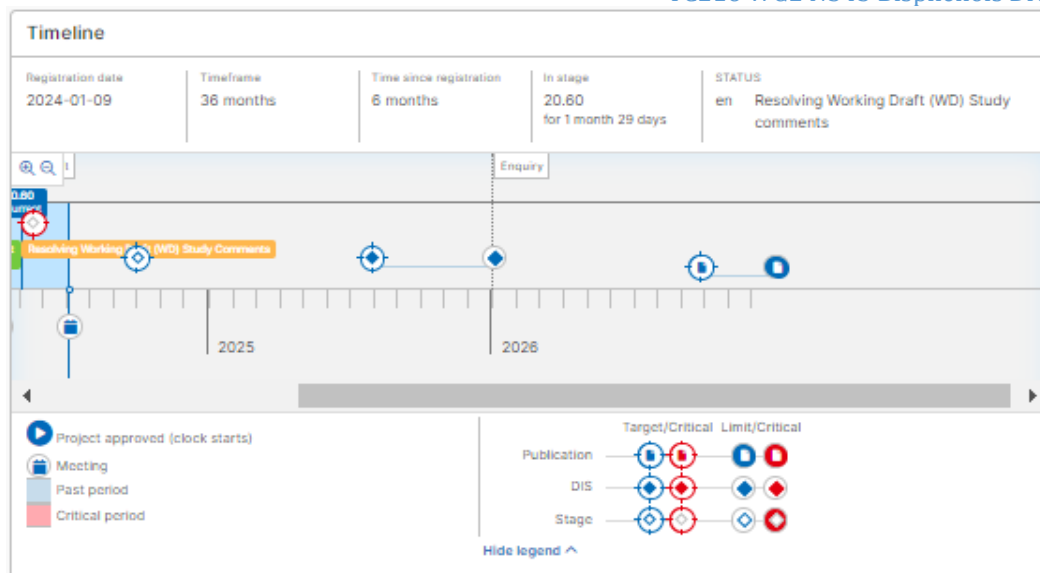 Timeline
Registration date
2024-01-09
Timeframe
36 months
Time since registration
6 months
In stage
20.60
for 1 month 29 days
STATUS
en Resolving Working Draft (WD) Study
comments
Enquiry
Resolving Working Draft (WD) Study Comments
2025
2026
Project approved (clock starts)
Meeting
Past period
Critical period
Target/Critical Limit/Critical
Publication
DIS
Stage
Hide legend